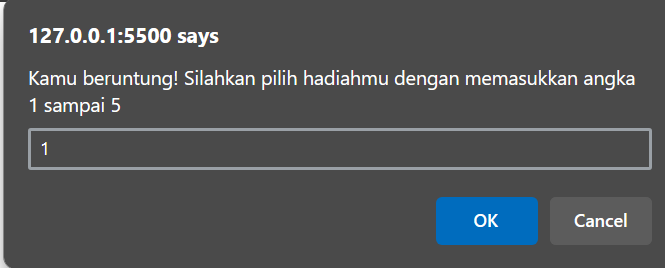 127.0.0.1:5500 says
Kamu beruntung! Silahkan pilih hadiahmu dengan memasukkan angka
1 sampai 5
1
OK
Cancel